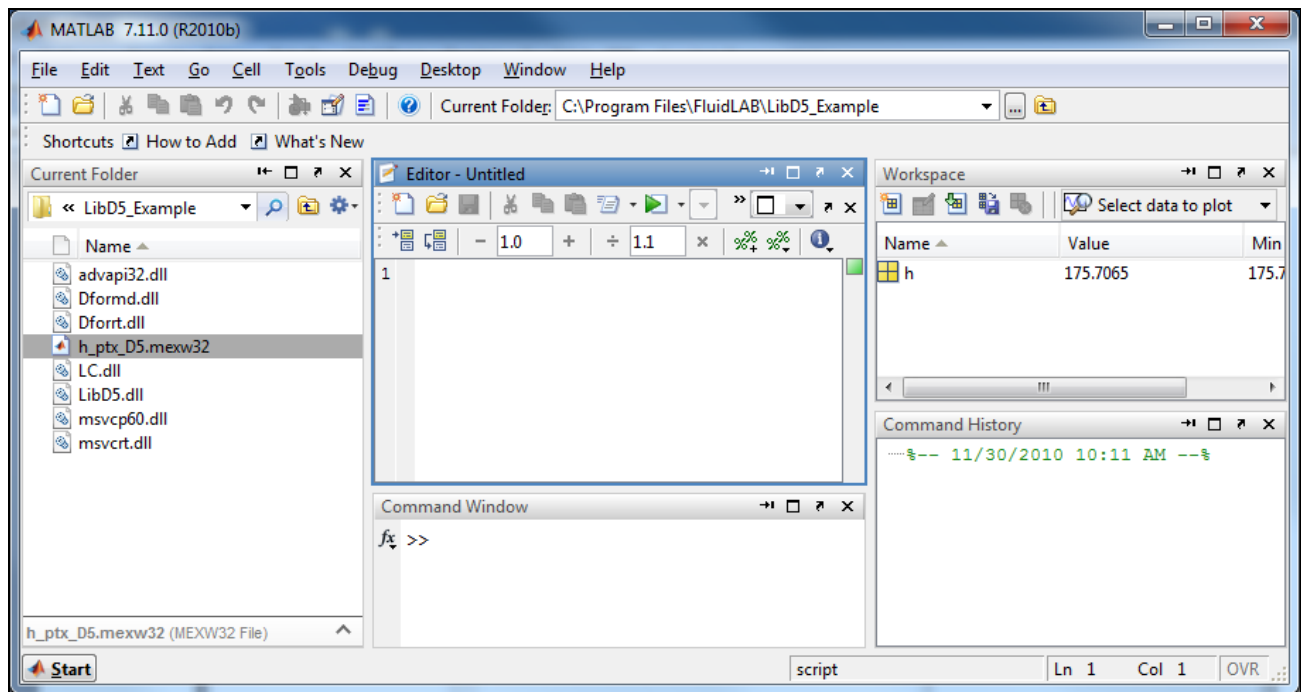 MATLAB 7.11.0 (R2010b)
File Edit Text Go Cell Tools Debug Desktop Window Help
Current Folder: C:\Program Files\FluidLAB\LibD5_Example
Shortcuts How to Add What's New
Current Folder
« LibD5_Example
Name
advapi32.dll
Dformd.dll
Dforrt.dll
h_ptx_D5.mexw32
LC.dll
LibD5.dll
msvcp60.dll
msvcrt.dll
h_ptx_D5.mexw32 (MEXW32 File)
Editor - Untitled
»
- 1.0 + ÷ 1.1 ×
1
Command Window
fx >>
Workspace
Select data to plot
Name Value Min
h 175.7065 175.7
Command History
%-- 11/30/2010 10:11 AM --%
Start
script Ln 1 Col 1 OVR